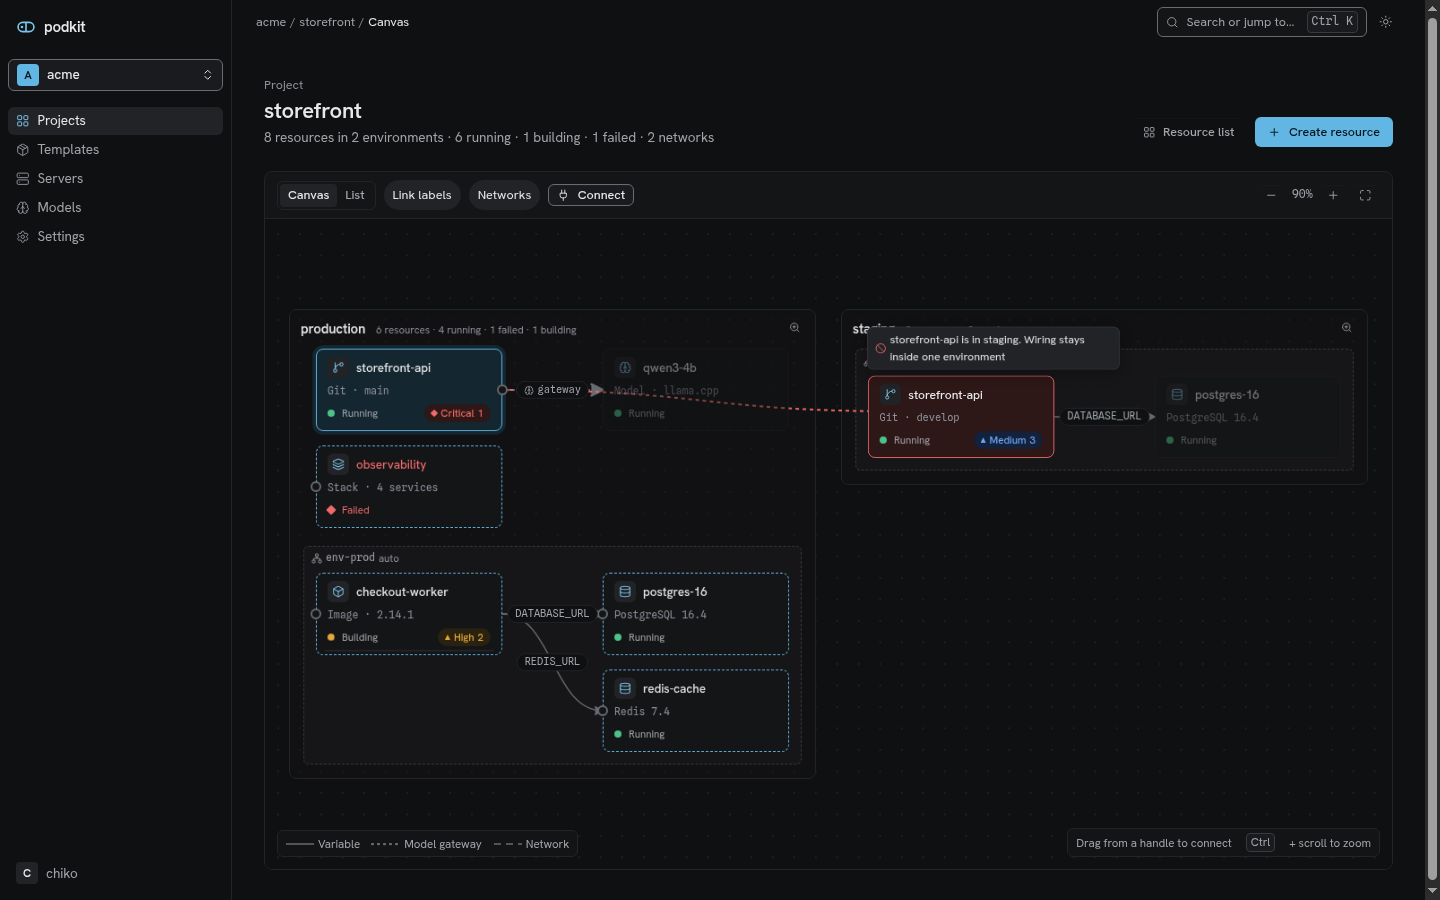 podkit
acme / storefront / Canvas
Search or jump to... Ctrl K
A acme
Projects
Templates
Servers
Models
Settings
Project
storefront
8 resources in 2 environments · 6 running · 1 building · 1 failed · 2 networks
Resource list
+ Create resource
Canvas List Link labels Networks Connect
− 90% +
production 6 resources · 4 running · 1 failed · 1 building
storefront-api
Git · main
Running Critical 1
gateway
qwen3-4b
Model · llama.cpp
Running
observability
Stack · 4 services
Failed
env-prod auto
checkout-worker
Image · 2.14.1
Building High 2
DATABASE_URL
REDIS_URL
postgres-16
PostgreSQL 16.4
Running
redis-cache
Redis 7.4
Running
storefront-api is in staging. Wiring stays
inside one environment
storefront-api
Git · develop
Running Medium 3
DATABASE_URL
postgres-16
PostgreSQL 16.4
Running
Variable Model gateway Network
Drag from a handle to connect Ctrl + scroll to zoom
C chiko